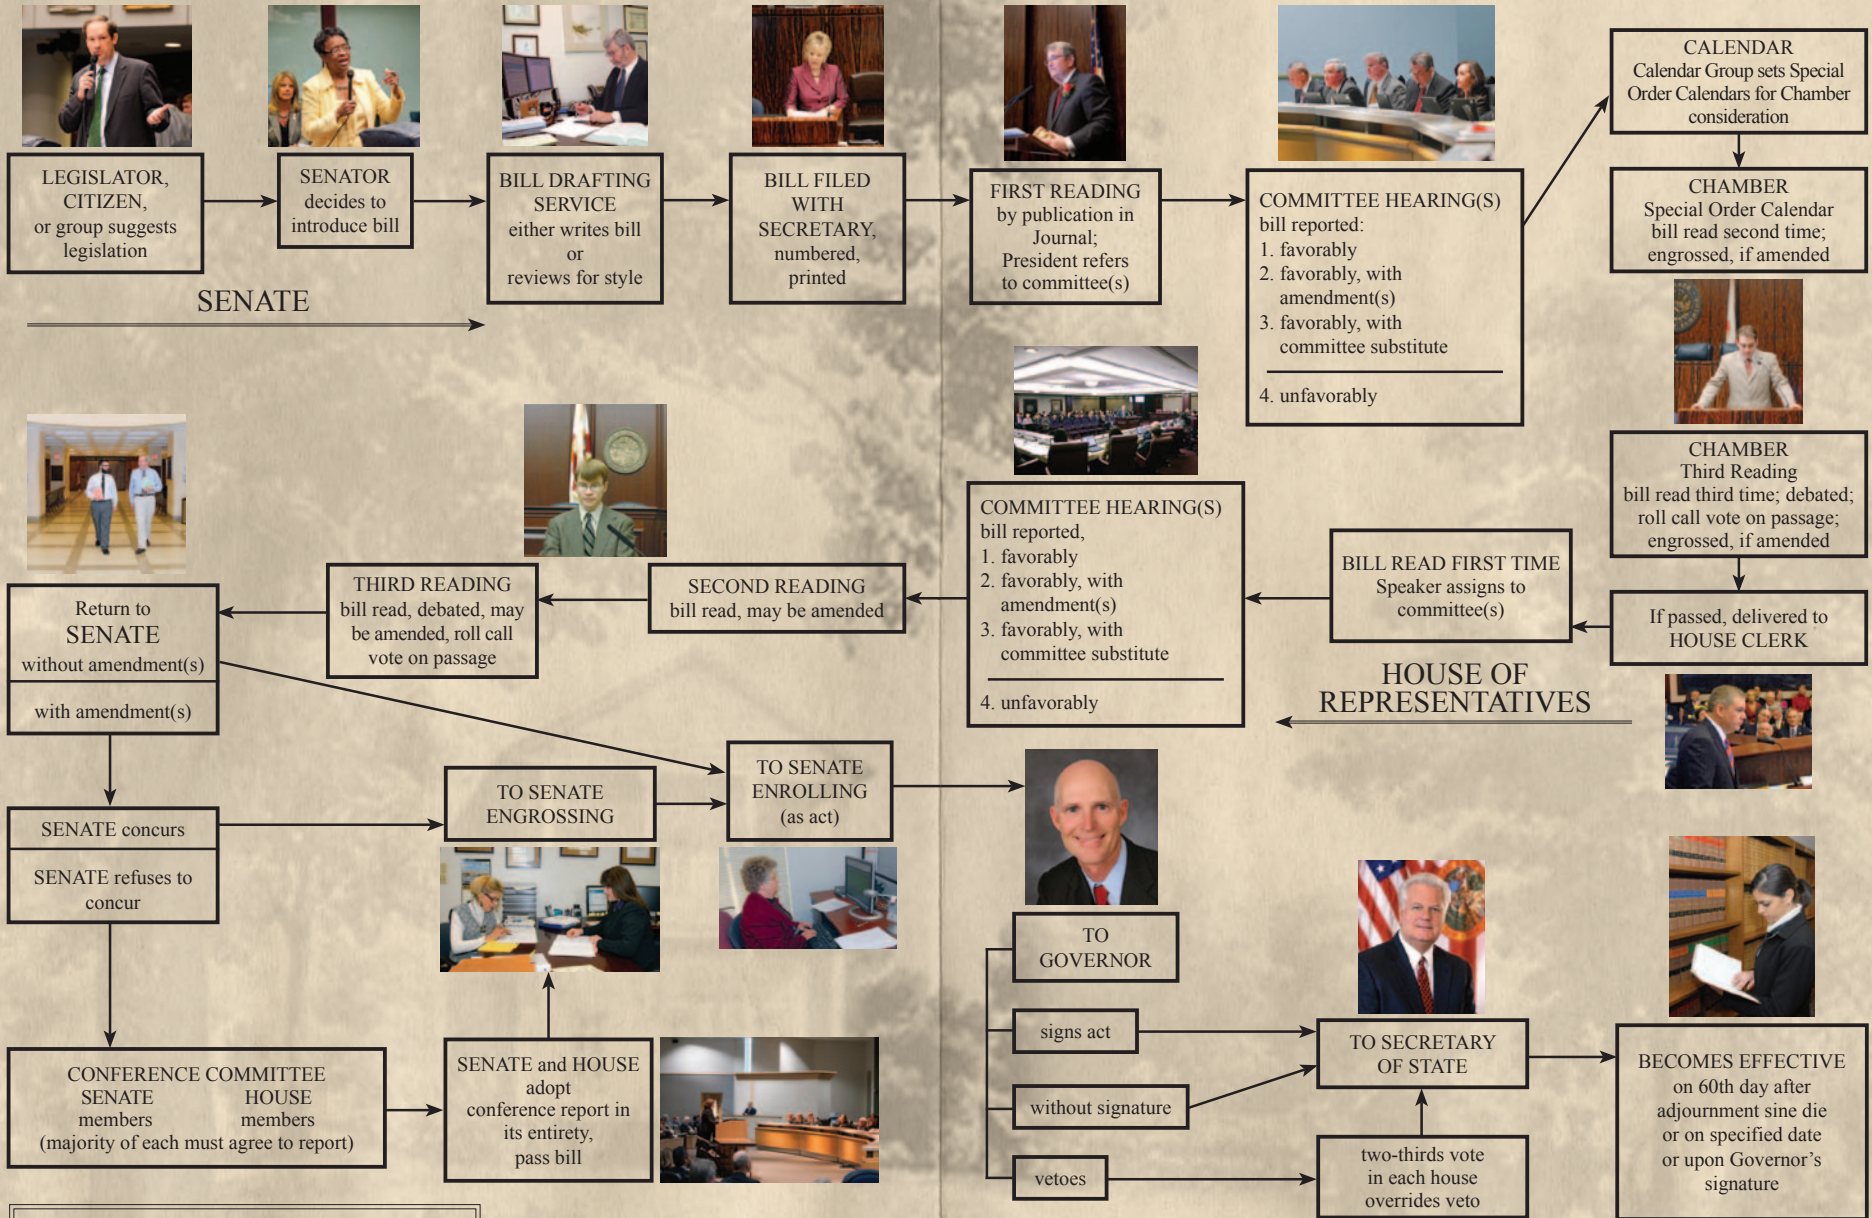 LEGISLATOR,
CITIZEN,
or group suggests
legislation
SENATOR
decides to
introduce bill
BILL DRAFTING
SERVICE
either writes bill
or
reviews for style
BILL FILED
WITH
SECRETARY,
numbered,
printed
FIRST READING
by publication in
Journal;
President refers
to committee(s)
COMMITTEE HEARING(S)
bill reported:
1. favorably
2. favorably, with
amendment(s)
3. favorably, with
committee substitute
4. unfavorably
CALENDAR
Calendar Group sets Special
Order Calendars for Chamber
consideration
CHAMBER
Special Order Calendar
bill read second time;
engrossed, if amended
SENATE
CHAMBER
Third Reading
bill read third time; debated;
roll call vote on passage;
engrossed, if amended
If passed, delivered to
HOUSE CLERK
HOUSE OF
REPRESENTATIVES
BILL READ FIRST TIME
Speaker assigns to
committee(s)
COMMITTEE HEARING(S)
bill reported,
1. favorably
2. favorably, with
amendment(s)
3. favorably, with
committee substitute
4. unfavorably
SECOND READING
bill read, may be amended
THIRD READING
bill read, debated, may
be amended, roll call
vote on passage
Return to
SENATE
without amendment(s)
with amendment(s)
SENATE concurs
SENATE refuses to
concur
TO SENATE
ENGROSSING
TO SENATE
ENROLLING
(as act)
CONFERENCE COMMITTEE
SENATE HOUSE
members members
(majority of each must agree to report)
SENATE and HOUSE
adopt
conference report in
its entirety,
pass bill
TO
GOVERNOR
signs act
without signature
vetoes
TO SECRETARY
OF STATE
two-thirds vote
in each house
overrides veto
BECOMES EFFECTIVE
on 60th day after
adjournment sine die
or on specified date
or upon Governor's
signature